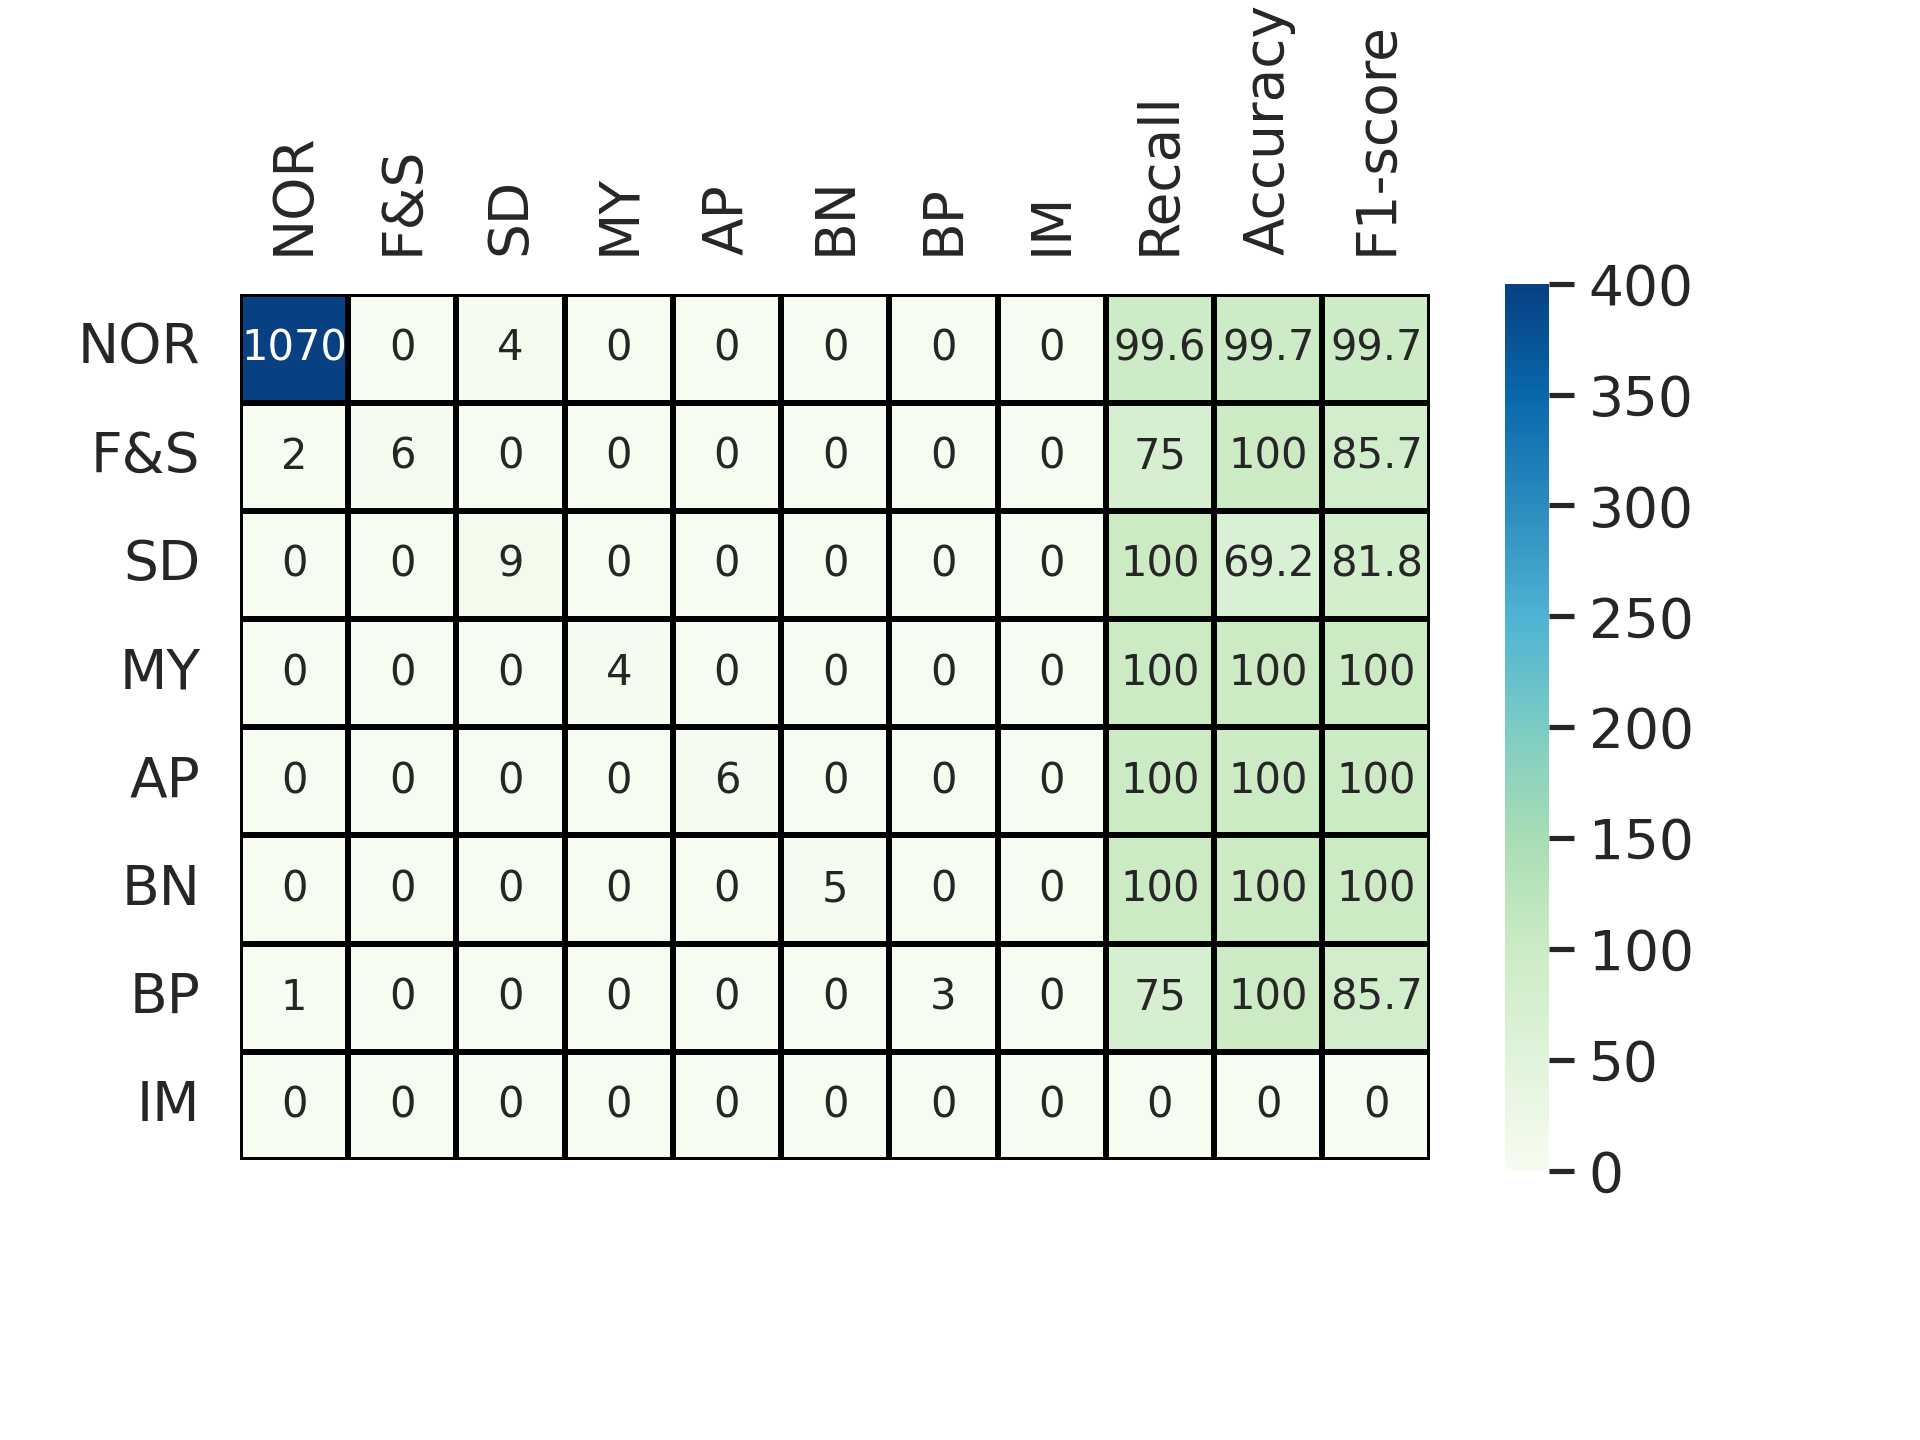 NOR F&S SD MY AP BN BP IM Recall Accuracy F1-score
NOR 1070 0 4 0 0 0 0 0 99.6 99.7 99.7
F&S 2 6 0 0 0 0 0 0 75 100 85.7
SD 0 0 9 0 0 0 0 0 100 69.2 81.8
MY 0 0 0 4 0 0 0 0 100 100 100
AP 0 0 0 0 6 0 0 0 100 100 100
BN 0 0 0 0 0 5 0 0 100 100 100
BP 1 0 0 0 0 0 3 0 75 100 85.7
IM 0 0 0 0 0 0 0 0 0 0 0
400
350
300
250
200
150
100
50
0